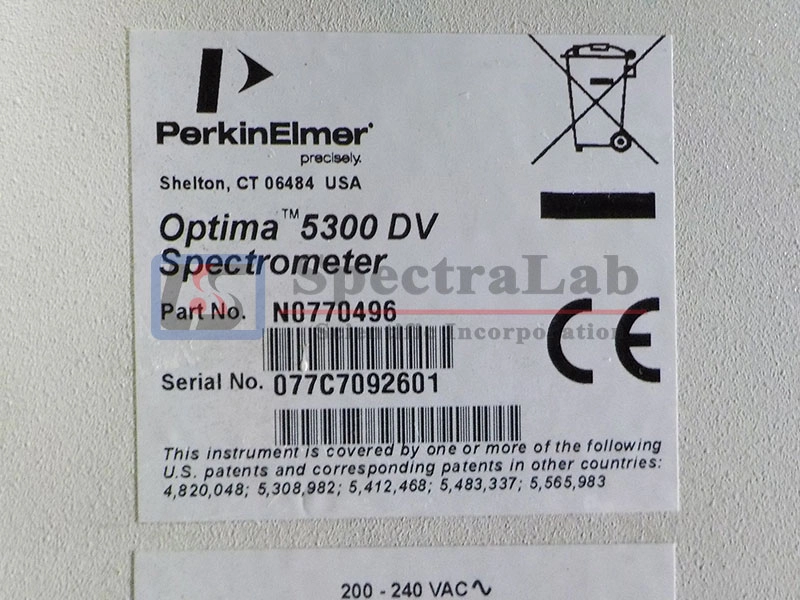 PerkinElmer®
precisely.
Shelton, CT 06484 USA
Optima™ 5300 DV
Spectrometer
SpectraLab
Scientific Incorporation
Part No. N0770496
Serial No. 077C7092601
This instrument is covered by one or more of the following
U.S. patents and corresponding patents in other countries:
4,820,048; 5,308,982; 5,412,468; 5,483,337; 5,565,983
200 - 240 VAC